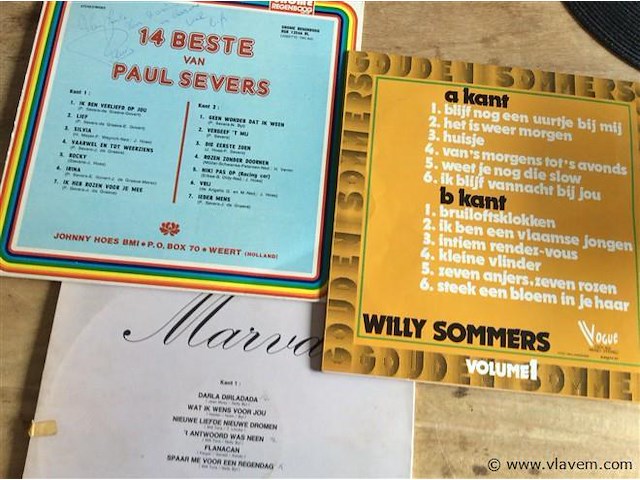 14 BESTE
VAN
PAUL SEVERS
Kant 1 :
1. IK BEN VERLIEFD OP JOU
2. LIEF
3. SILVIA
4. VAARWEL EN TOT WEERZIENS
5. ROCKY
6. IRINA
7. IK HEB ROZEN VOOR JE MEE
Kant 2 :
1. GEEN WONDER DAT IK WEEN
2. VERGEEF 'T MIJ
3. DIE EERSTE ZOEN
4. ROZEN ZONDER DOORNEN
5. NIKI PAS OP (Racing car)
6. VRIJ
7. IEDER MENS
JOHNNY HOES BMI • P.O. BOX 70 • WEERT (HOLLAND)
GOUDEN SOMMERS
a kant
1. blijf nog een uurtje bij mij
2. het is weer morgen
3. huisje
4. van's morgens tot's avonds
5. weet je nog die slow
6. ik blijf vannacht bij jou
b kant
1. bruiloftsklokken
2. ik ben een vlaamse jongen
3. intiem rendez-vous
4. kleine vlinder
5. zeven anjers, zeven rozen
6. steek een bloem in je haar
WILLY SOMMERS
Vogue
VOLUME 1
GOUDEN SOMMER
Marva
Kant 1 :
DARLA DIRLADADA
WAT IK WENS VOOR JOU
NIEUWE LIEFDE NIEUWE DROMEN
'T ANTWOORD WAS NEEN
FLANACAN
SPAAR ME VOOR EEN REGENDAG
© www.vlavem.com